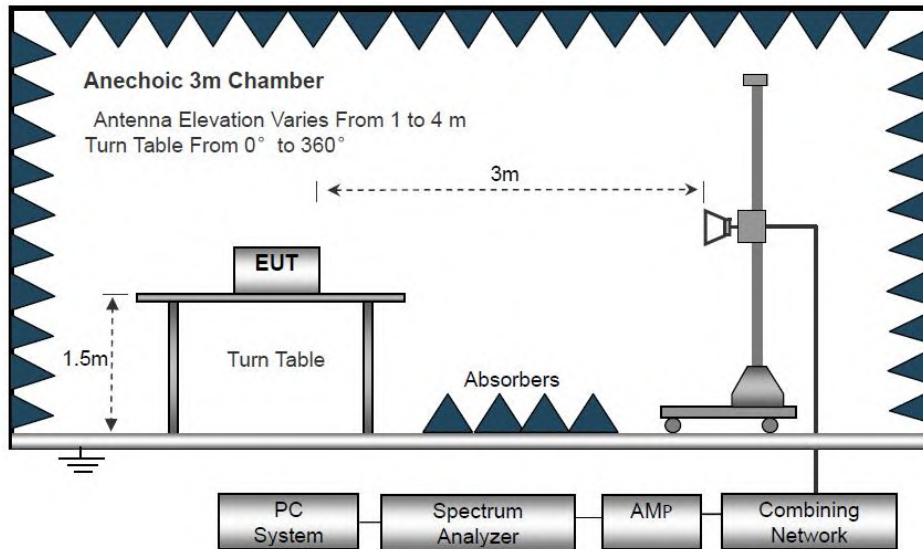 Anechoic 3m Chamber
Antenna Elevation Varies From 1 to 4 m
Turn Table From 0° to 360°
3m
EUT
1.5m
Turn Table
Absorbers
PC
System
Spectrum
Analyzer
AMP
Combining
Network